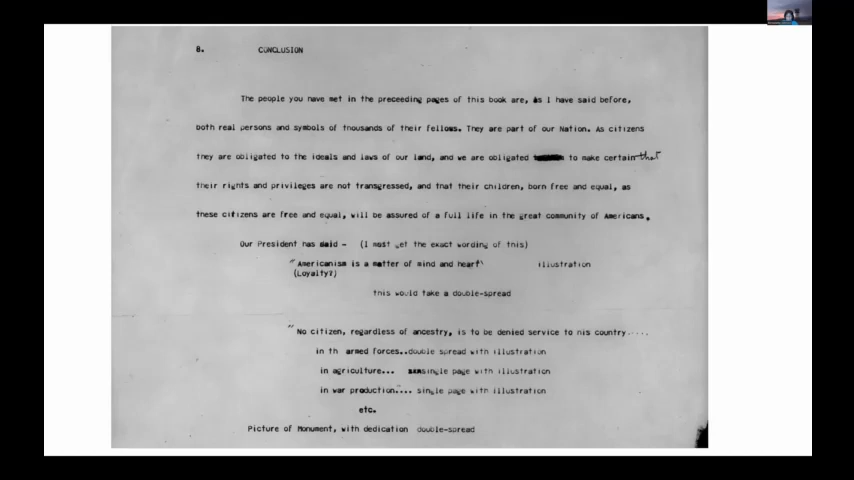 8. CONCLUSION
The people you have met in the preceeding pages of this book are, as I have said before,
both real persons and symbols of thousands of their fellows. They are part of our Nation. As citizens
they are obligated to the ideals and laws of our land, and we are obligated to make certain that
their rights and privileges are not transgressed, and that their children, born free and equal, as
these citizens are free and equal, will be assured of a full life in the great community of Americans.
Our President has said - (I must get the exact wording of this)
"Americanism is a matter of mind and heart" illustration
(Loyalty?)
this would take a double-spread
"No citizen, regardless of ancestry, is to be denied service to his country.....
in th armed forces..double spread with illustration
in agriculture... single page with illustration
in war production.... single page with illustration
etc.
Picture of Monument, with dedication double-spread